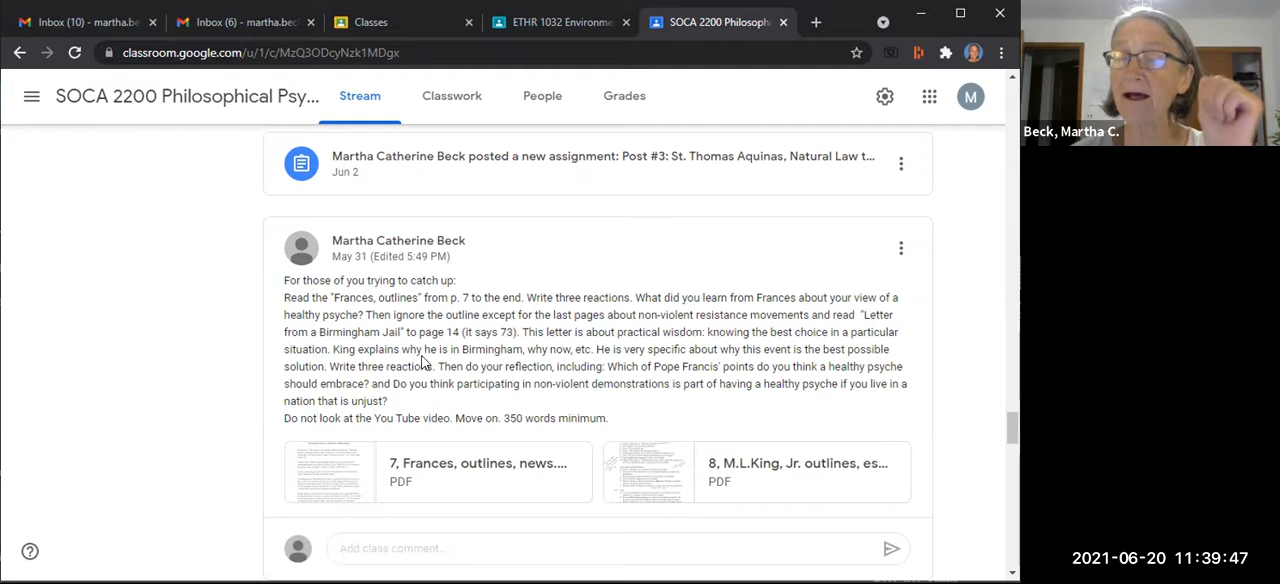 Inbox (10) - martha.be
Inbox (6) - martha.bec
Classes
ETHR 1032 Environme
SOCA 2200 Philosophi
classroom.google.com/u/1/c/MzQ3ODcyNzk1MDgx
SOCA 2200 Philosophical Psy...
Stream
Classwork
People
Grades
M
Beck, Martha C.
Martha Catherine Beck posted a new assignment: Post #3: St. Thomas Aquinas, Natural Law t...
Jun 2
Martha Catherine Beck
May 31 (Edited 5:49 PM)
For those of you trying to catch up:
Read the "Frances, outlines" from p. 7 to the end. Write three reactions. What did you learn from Frances about your view of a
healthy psyche? Then ignore the outline except for the last pages about non-violent resistance movements and read "Letter
from a Birmingham Jail" to page 14 (it says 73). This letter is about practical wisdom: knowing the best choice in a particular
situation. King explains why he is in Birmingham, why now, etc. He is very specific about why this event is the best possible
solution. Write three reactions. Then do your reflection, including: Which of Pope Francis' points do you think a healthy psyche
should embrace? and Do you think participating in non-violent demonstrations is part of having a healthy psyche if you live in a
nation that is unjust?
Do not look at the You Tube video. Move on. 350 words minimum.
7 Frances, outlines. news....
PDF
8, M.L.King, Jr. outlines, es...
PDF
Add class comment...
2021-06-20 11:39:47